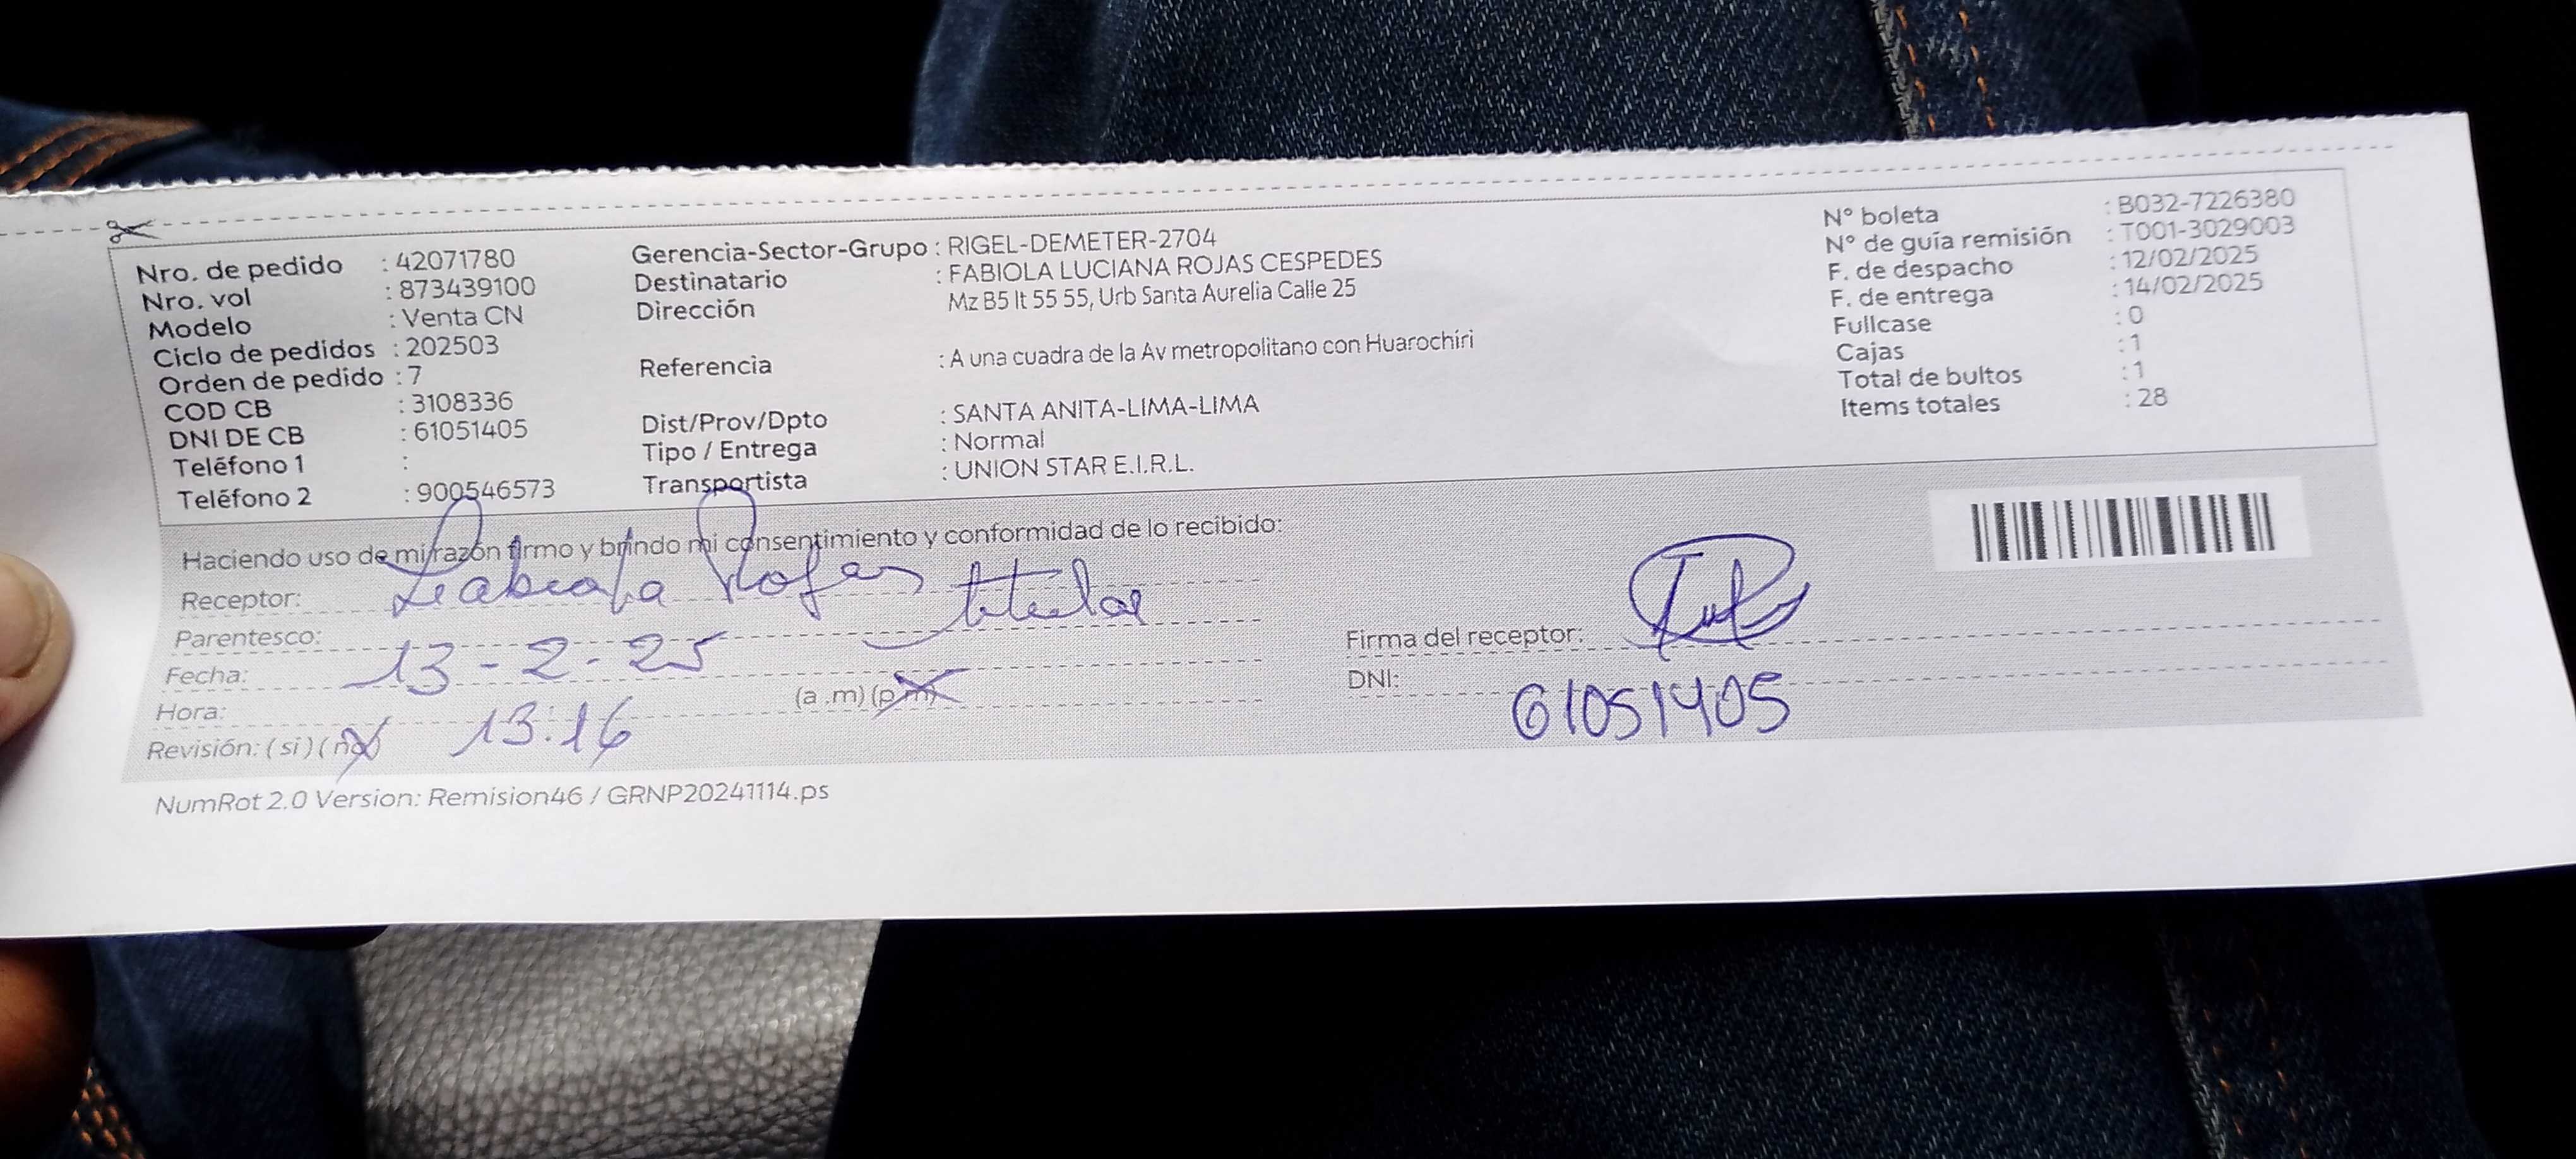 Nro. de pedido : 42071780
Nro. vol : 873439100
Modelo : Venta CN
Ciclo de pedidos : 202503
Orden de pedido : 7
COD CB : 3108336
DNI DE CB : 61051405
Teléfono 1 :
Teléfono 2 : 900546573
Gerencia-Sector-Grupo : RIGEL-DEMETER-2704
Destinatario : FABIOLA LUCIANA ROJAS CESPEDES
Dirección Mz B5 lt 55 55, Urb Santa Aurelia Calle 25
Referencia : A una cuadra de la Av metropolitano con Huarochiri
Dist/Prov/Dpto : SANTA ANITA-LIMA-LIMA
Tipo / Entrega : Normal
Transportista : UNION STAR E.I.R.L.
N° boleta : B032-7226380
N° de guía remisión : T001-3029003
F. de despacho : 12/02/2025
F. de entrega : 14/02/2025
Fullcase : 0
Cajas : 1
Total de bultos : 1
Items totales : 28
Haciendo uso de mi razón firmo y brindo mi consentimiento y conformidad de lo recibido:
Receptor: Fabiola Rojas titular
Parentesco:
Fecha: 13-2-25
Hora: (a .m) (p.m)
Revisión: ( si ) ( no) 13:16
Firma del receptor:
DNI: 61051405
NumRot 2.0 Version: Remision46 / GRNP20241114.ps